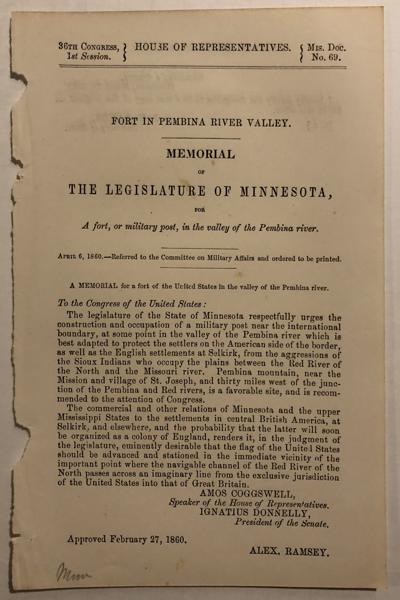 36TH CONGRESS, } HOUSE OF REPRESENTATIVES. { MIS. DOC.
1st Session. } { No. 69.
FORT IN PEMBINA RIVER VALLEY.
MEMORIAL
OF
THE LEGISLATURE OF MINNESOTA,
FOR
A fort, or military post, in the valley of the Pembina river.
APRIL 6, 1860.—Referred to the Committee on Military Affairs and ordered to be printed.
A MEMORIAL for a fort of the United States in the valley of the Pembina river.
To the Congress of the United States :
The legislature of the State of Minnesota respectfully urges the
construction and occupation of a military post near the international
boundary, at some point in the valley of the Pembina river which is
best adapted to protect the settlers on the American side of the border,
as well as the English settlements at Selkirk, from the aggressions of
the Sioux Indians who occupy the plains between the Red River of
the North and the Missouri river. Pembina mountain, near the
Mission and village of St. Joseph, and thirty miles west of the junc-
tion of the Pembina and Red rivers, is a favorable site, and is recom-
mended to the attention of Congress.
The commercial and other relations of Minnesota and the upper
Mississippi States to the settlements in central British America, at
Selkirk, and elsewhere, and the probability that the latter will soon
be organized as a colony of England, renders it, in the judgment of
the legislature, eminently desirable that the flag of the United States
should be advanced and stationed in the immediate vicinity of the
important point where the navigable channel of the Red River of the
North passes across an imaginary line from the exclusive jurisdiction
of the United States into that of Great Britain.
AMOS COGGSWELL,
Speaker of the House of Representatives.
IGNATIUS DONNELLY,
President of the Senate.
Approved February 27, 1860.
ALEX. RAMSEY.